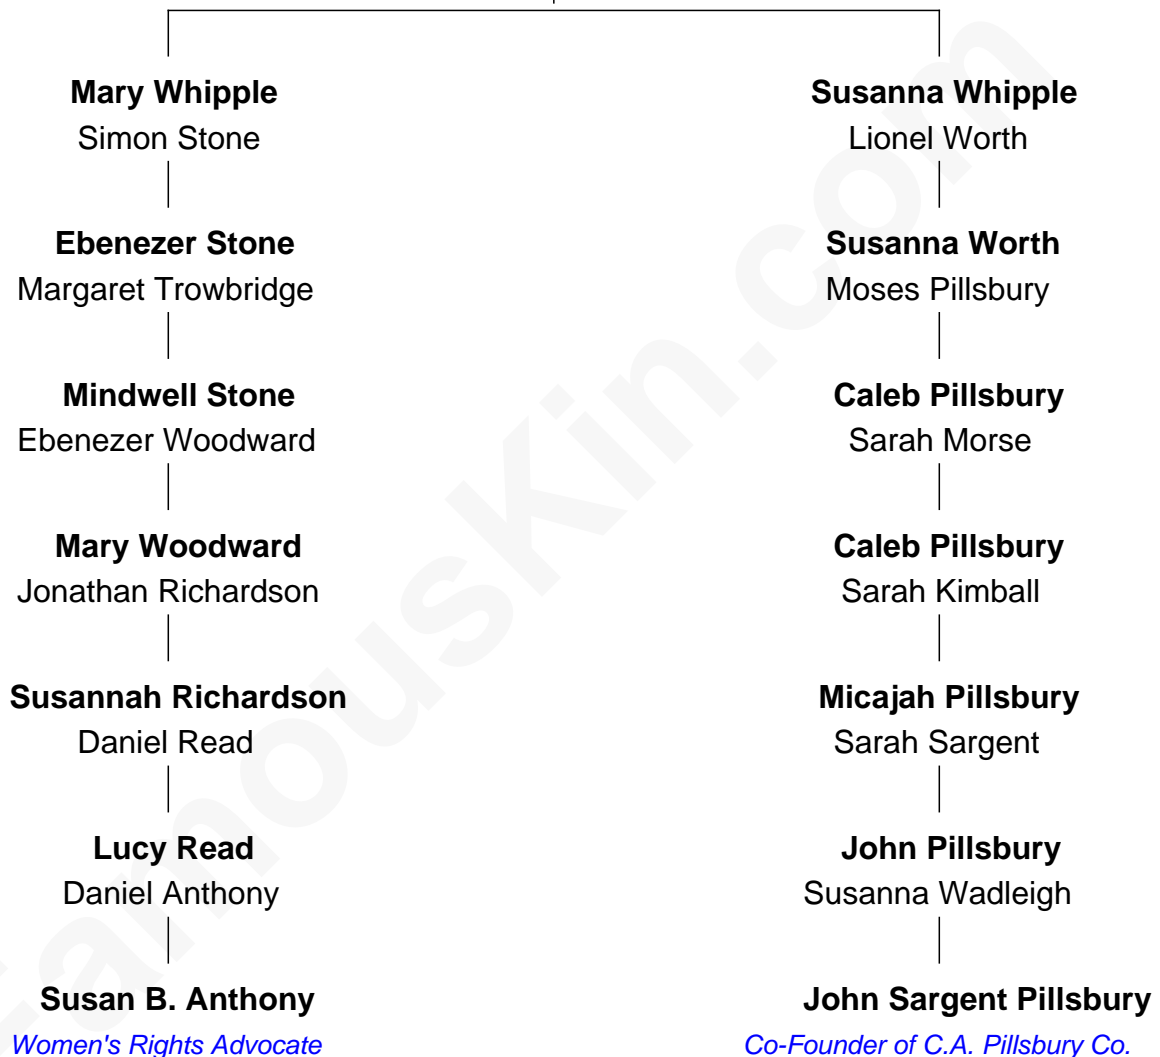 Mary Whipple
Simon Stone
Ebenezer Stone
Margaret Trowbridge
Mindwell Stone
Ebenezer Woodward
Mary Woodward
Jonathan Richardson
Susannah Richardson
Daniel Read
Lucy Read
Daniel Anthony
Susan B. Anthony
Women's Rights Advocate
Susanna Whipple
Lionel Worth
Susanna Worth
Moses Pillsbury
Caleb Pillsbury
Sarah Morse
Caleb Pillsbury
Sarah Kimball
Micajah Pillsbury
Sarah Sargent
John Pillsbury
Susanna Wadleigh
John Sargent Pillsbury
Co-Founder of C.A. Pillsbury Co.
FamousKin.com